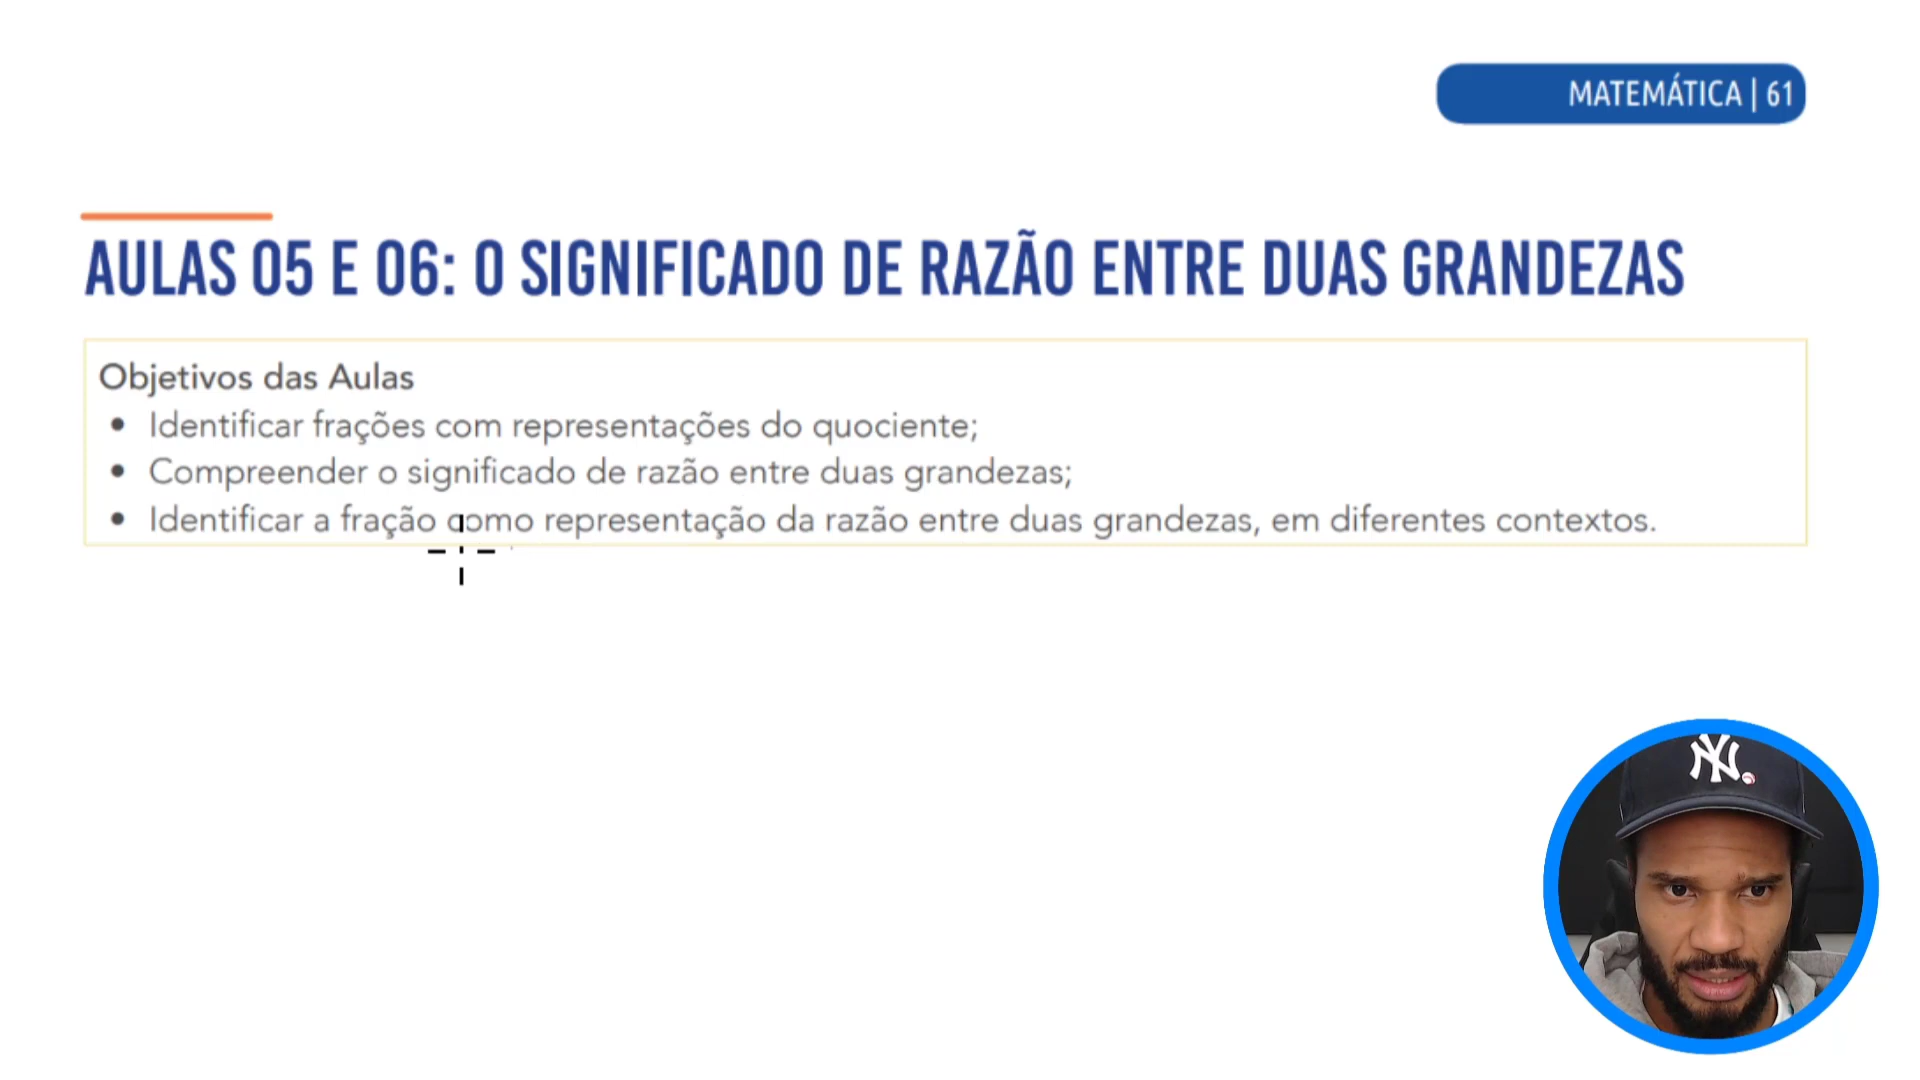 MATEMÁTICA | 61
AULAS 05 E 06: O SIGNIFICADO DE RAZÃO ENTRE DUAS GRANDEZAS
Objetivos das Aulas
• Identificar frações com representações do quociente;
• Compreender o significado de razão entre duas grandezas;
• Identificar a fração como representação da razão entre duas grandezas, em diferentes contextos.
NY